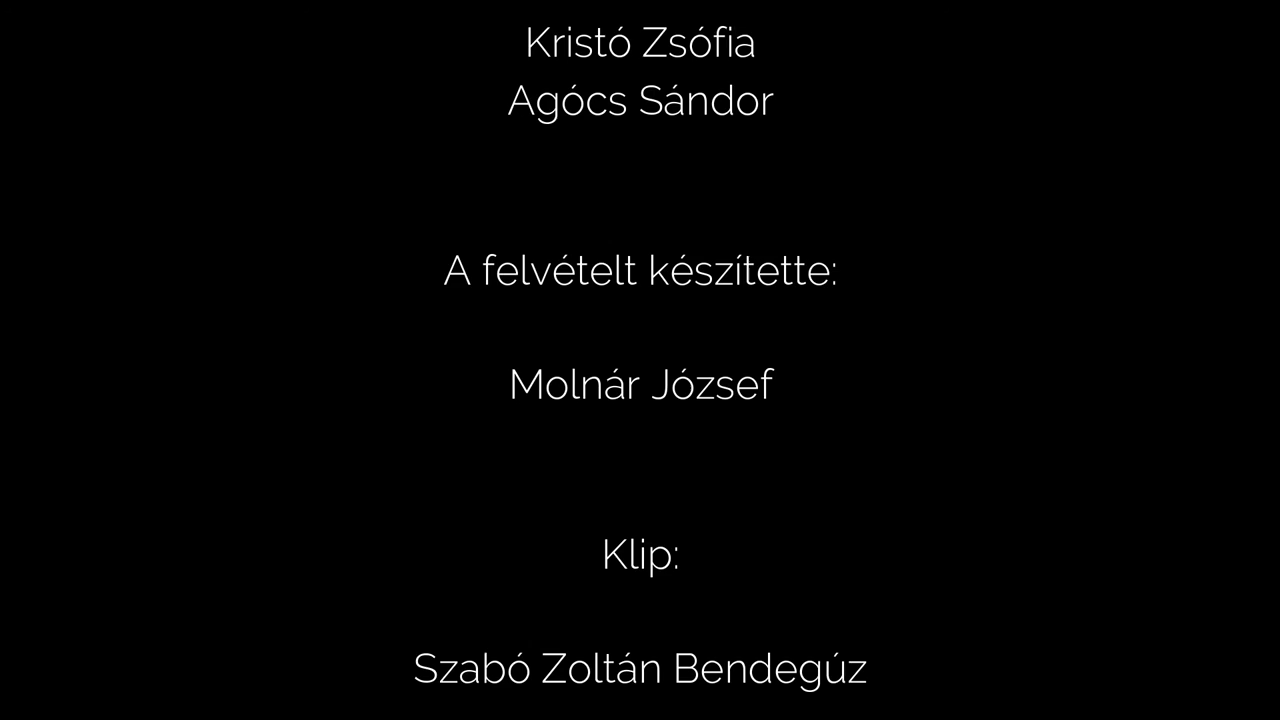 Kristó Zsófia
Agócs Sándor
A felvételt készítette:
Molnár József
Klip:
Szabó Zoltán Bendegúz